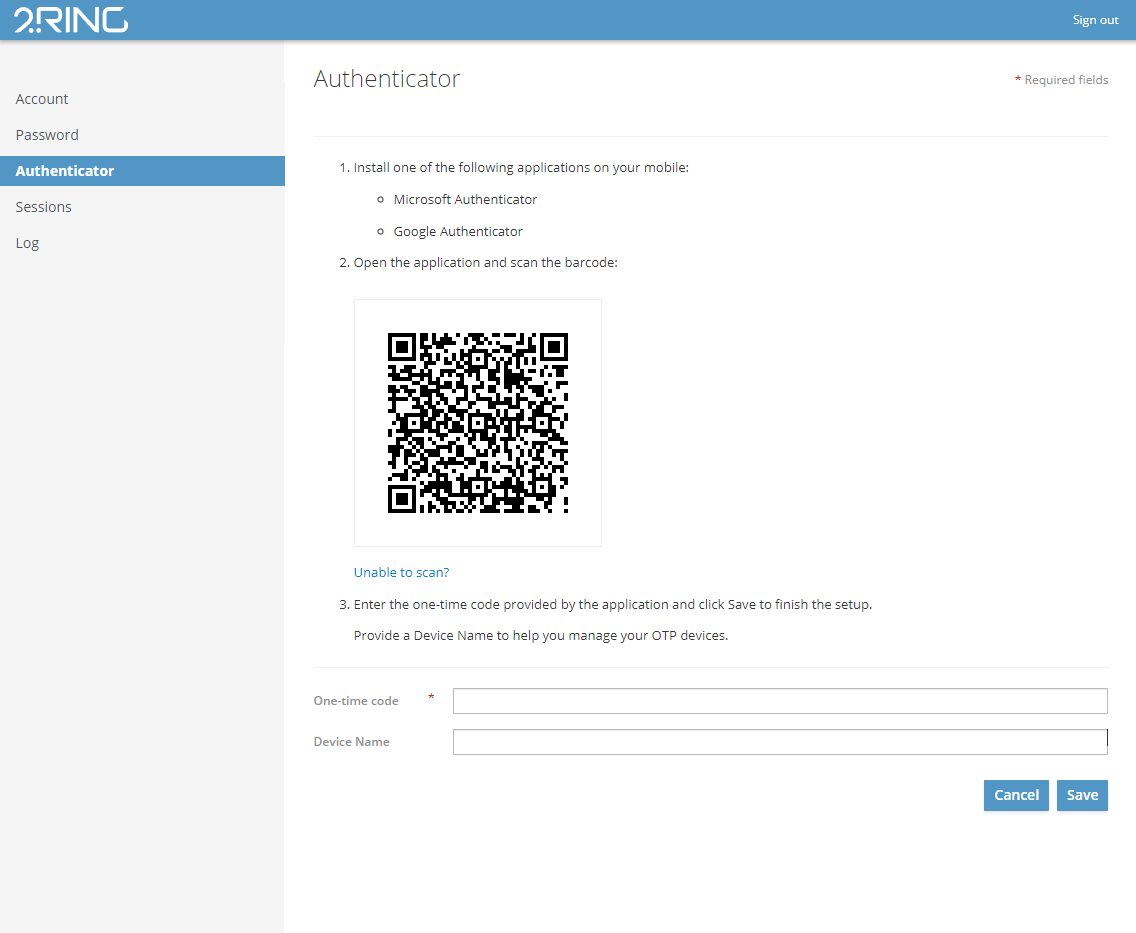 2RING
Sign out
Authenticator
* Required fields
Account
Password
Authenticator
Sessions
Log
1. Install one of the following applications on your mobile:
Microsoft Authenticator
Google Authenticator
2. Open the application and scan the barcode:
Unable to scan?
3. Enter the one-time code provided by the application and click Save to finish the setup.
Provide a Device Name to help you manage your OTP devices.
One-time code *
Device Name
Cancel Save